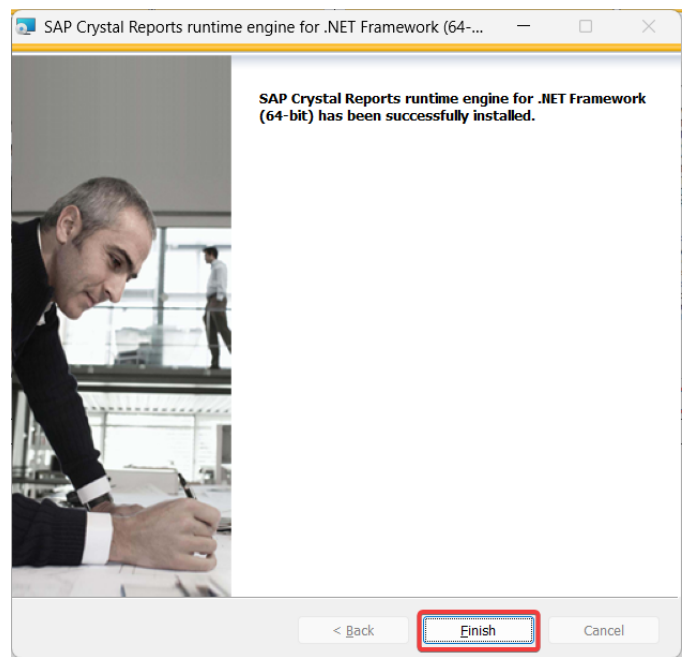 SAP Crystal Reports runtime engine for .NET Framework (64-...
SAP Crystal Reports runtime engine for .NET Framework
(64-bit) has been successfully installed.
< Back
Finish
Cancel